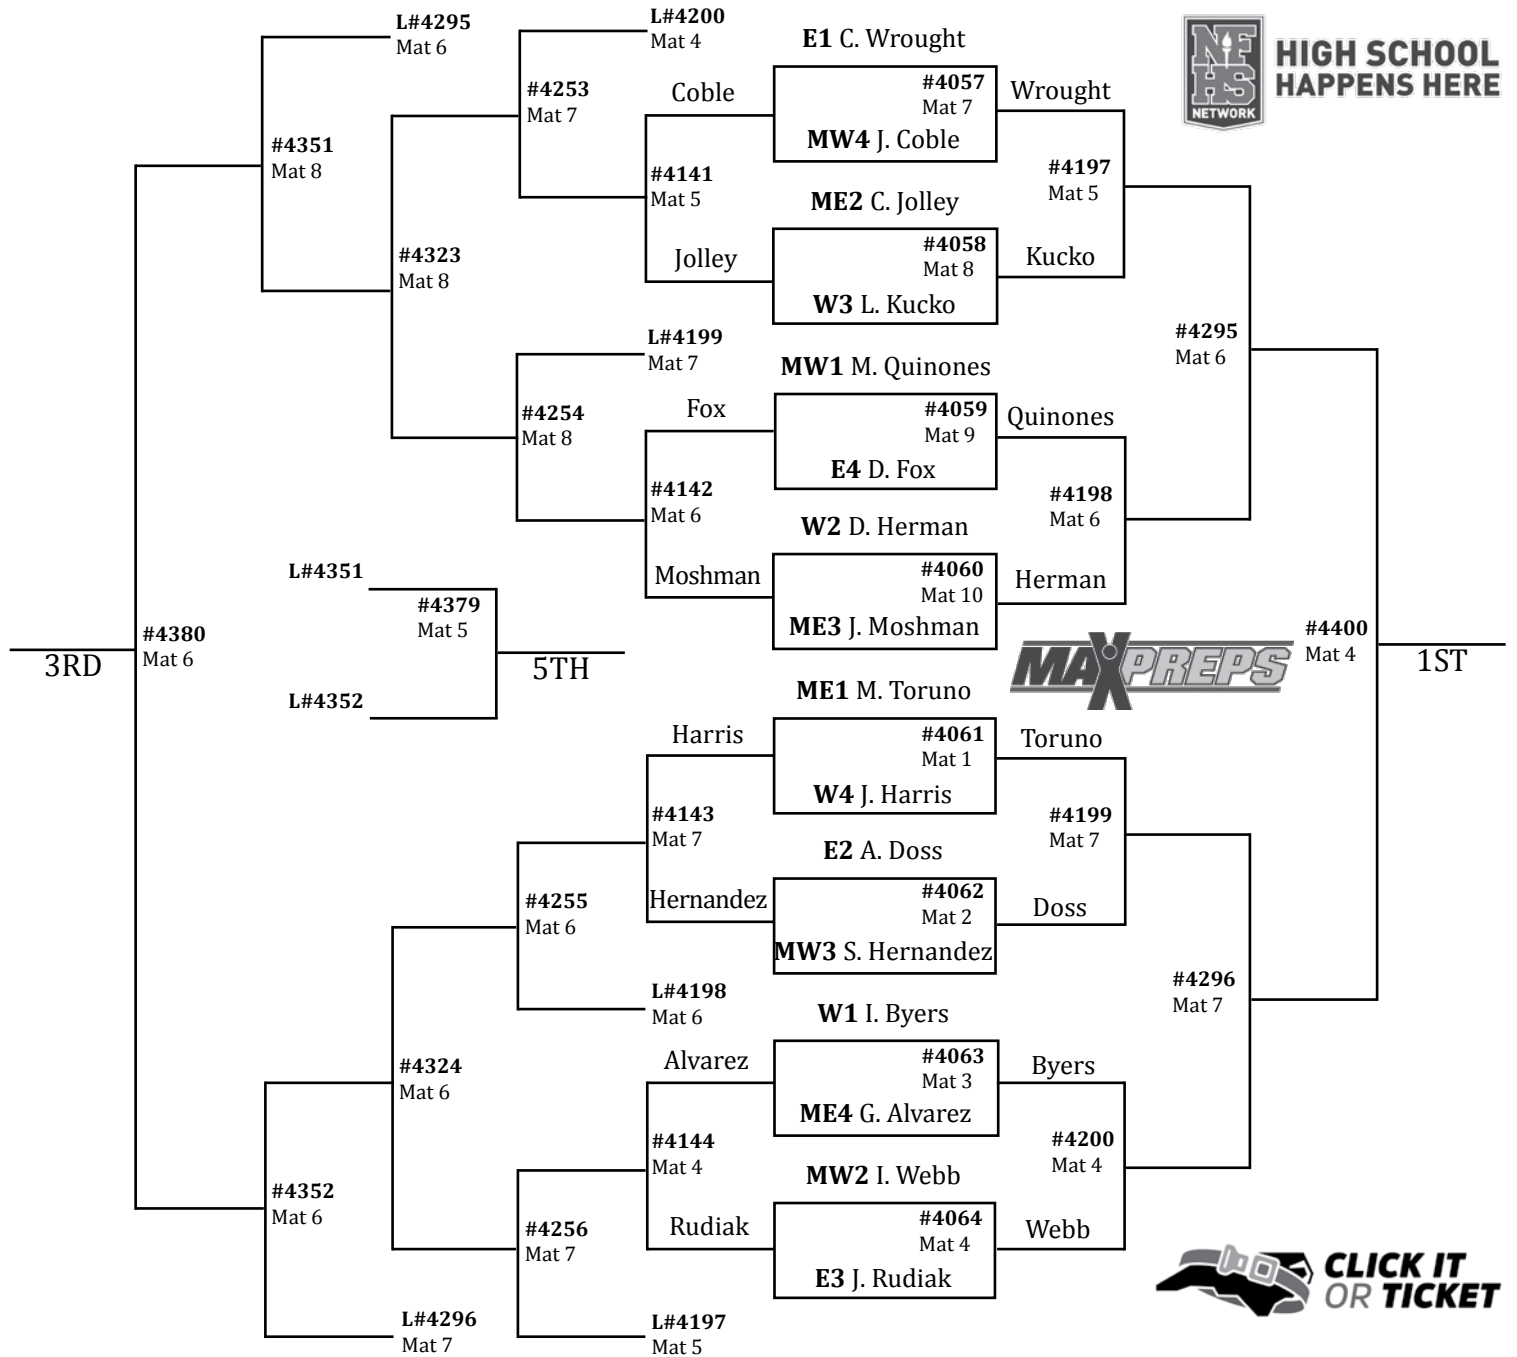 L#4295
Mat 6
L#4200
Mat 4
E1 C. Wrought
NFHS
NETWORK
HIGH SCHOOL
HAPPENS HERE
#4253
Mat 7
Coble
#4057
Mat 7
Wrought
MW4 J. Coble
#4351
Mat 8
#4141
Mat 5
#4197
Mat 5
ME2 C. Jolley
#4323
Mat 8
Jolley
#4058
Mat 8
Kucko
W3 L. Kucko
L#4199
Mat 7
#4295
Mat 6
MW1 M. Quinones
#4254
Mat 8
Fox
#4059
Mat 9
Quinones
E4 D. Fox
#4142
Mat 6
#4198
Mat 6
W2 D. Herman
L#4351
Moshman
#4060
Mat 10
Herman
#4379
Mat 5
ME3 J. Moshman
#4380
Mat 6
3RD
5TH
MAXPREPS
#4400
Mat 4
1ST
L#4352
ME1 M. Toruno
Harris
#4061
Mat 1
Toruno
W4 J. Harris
#4143
Mat 7
#4199
Mat 7
E2 A. Doss
#4255
Mat 6
Hernandez
#4062
Mat 2
Doss
MW3 S. Hernandez
L#4198
Mat 6
#4296
Mat 7
W1 I. Byers
#4324
Mat 6
Alvarez
#4063
Mat 3
Byers
ME4 G. Alvarez
#4144
Mat 4
#4200
Mat 4
MW2 I. Webb
#4352
Mat 6
#4256
Mat 7
Rudiak
#4064
Mat 4
Webb
E3 J. Rudiak
CLICK IT
OR TICKET
L#4296
Mat 7
L#4197
Mat 5